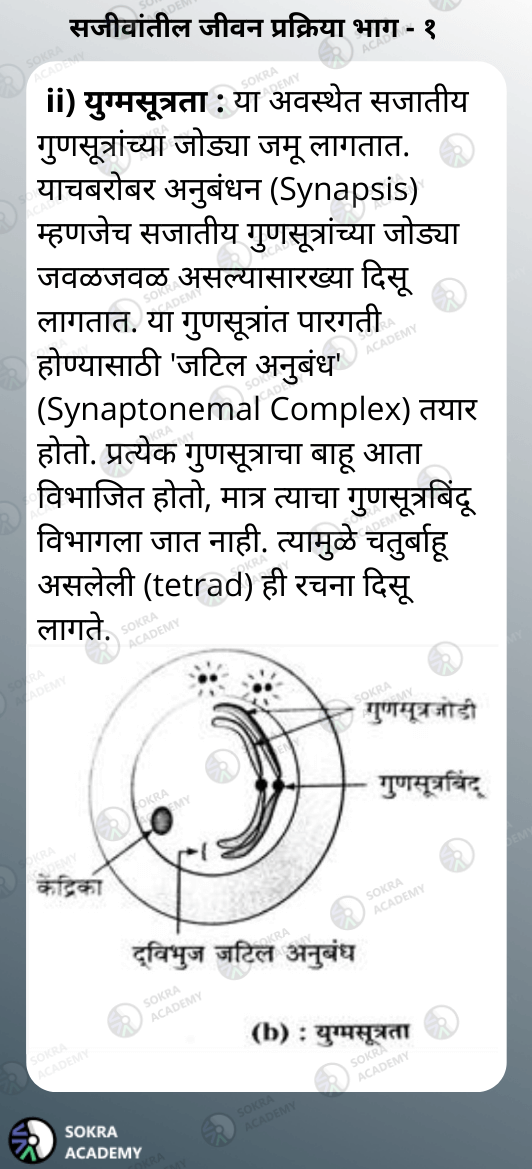 सजीवांतील जीवन प्रक्रिया भाग - १
ii) युग्मसूत्रता : या अवस्थेत सजातीय
गुणसूत्रांच्या जोड्या जमू लागतात.
याचबरोबर अनुबंधन (Synapsis)
म्हणजेच सजातीय गुणसूत्रांच्या जोड्या
जवळजवळ असल्यासारख्या दिसू
लागतात. या गुणसूत्रांत पारगती
होण्यासाठी 'जटिल अनुबंध'
(Synaptonemal Complex) तयार
होतो. प्रत्येक गुणसूत्राचा बाहू आता
विभाजित होतो, मात्र त्याचा गुणसूत्रबिंदू
विभागला जात नाही. त्यामुळे चतुर्बाहू
असलेली (tetrad) ही रचना दिसू
लागते.
गुणसूत्रजोडी
गुणसूत्रबिंदू
केंद्रिका
द्विभुज जटिल अनुबंध
(b) : युग्मसूत्रता
SOKRA
ACADEMY